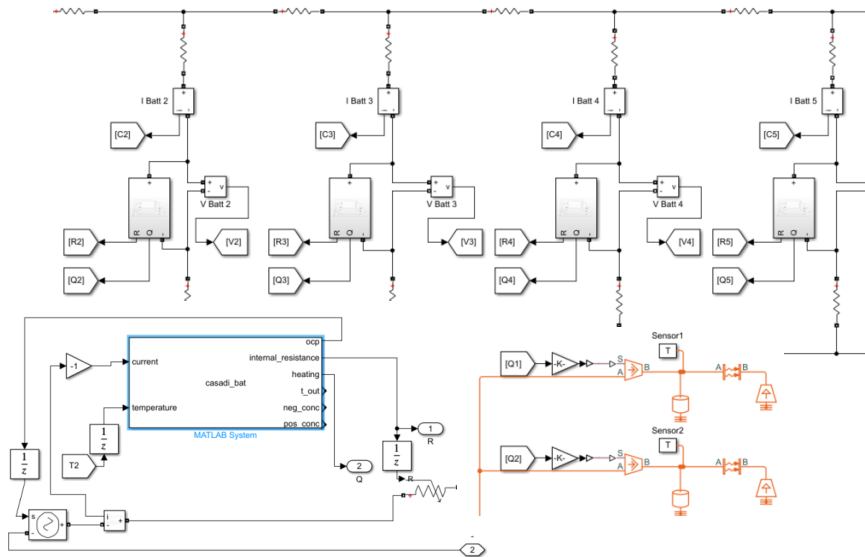 I Batt 2
I Batt 3
I Batt 4
I Batt 5
[C2]
[C3]
[C4]
[C5]
V Batt 2
V Batt 3
V Batt 4
R Q
R Q
R Q
R Q
[R2]
[V2]
[R3]
[V3]
[R4]
[V4]
[R5]
[Q2]
[Q3]
[Q4]
[Q5]
ocp
current
internal_resistance
casadi_bat
heating
t_out
temperature
neg_conc
pos_conc
MATLAB System
-1
1
z
T2
1
z
1
R
2
Q
1
z
R
s
i
2
Sensor1
T
[Q1]
-K-
S
A
B
A
B
Sensor2
T
[Q2]
-K-
S
A
B
A
B